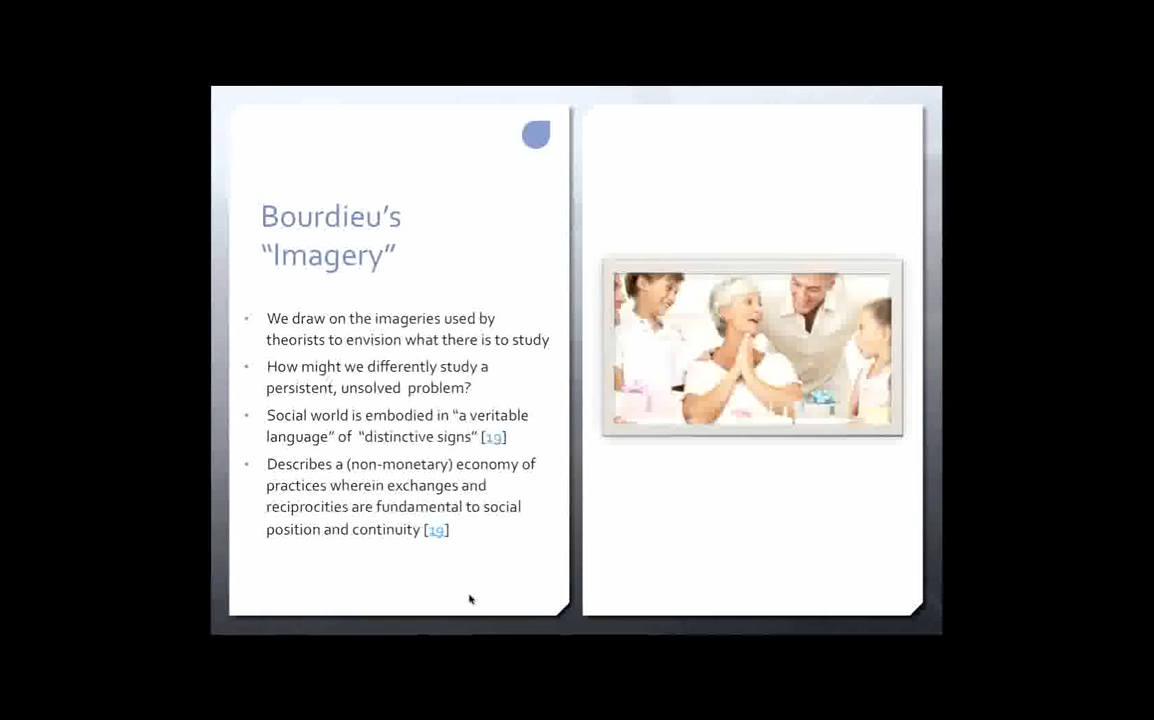 Bourdieu's
"Imagery"
• We draw on the imageries used by
theorists to envision what there is to study
• How might we differently study a
persistent, unsolved problem?
• Social world is embodied in "a veritable
language" of "distinctive signs" [19]
• Describes a (non-monetary) economy of
practices wherein exchanges and
reciprocities are fundamental to social
position and continuity [19]